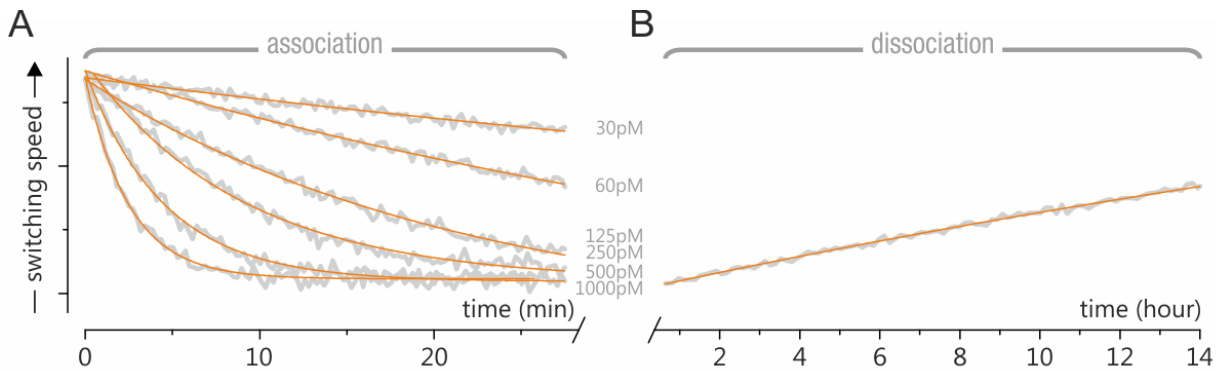 A
B
association
dissociation
switching speed
30pM
60pM
125pM
250pM
500pM
1000pM
time (min)
time (hour)
0
10
20
2
4
6
8
10
12
14